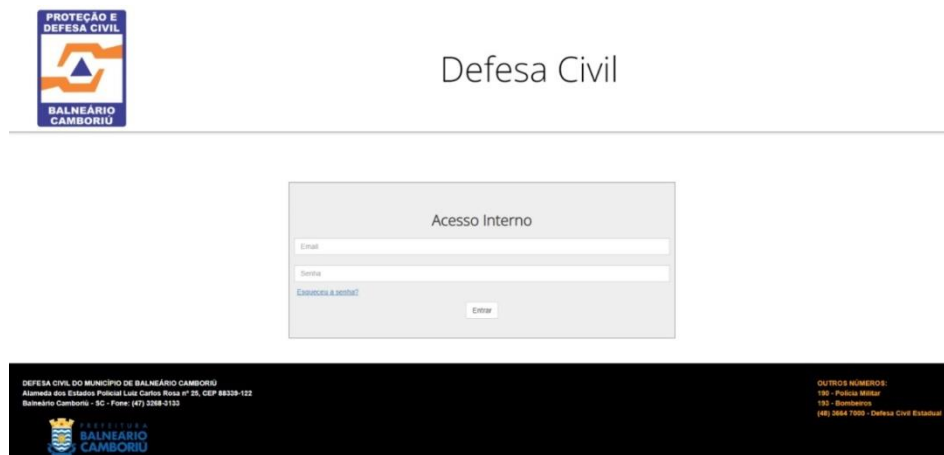 PROTEÇÃO E
DEFESA CIVIL
BALNEÁRIO
CAMBORIÚ
Defesa Civil
Acesso Interno
Email
Senha
Esqueceu a senha?
Entrar
DEFESA CIVIL DO MUNICÍPIO DE BALNEÁRIO CAMBORIÚ
Alameda dos Estados Policial Luiz Carlos Rosa n° 25, CEP 88339-122
Balneário Camboriú - SC - Fone: (47) 3268-3133
PREFEITURA
BALNEÁRIO
CAMBORIÚ
OUTROS NÚMEROS:
190 - Polícia Militar
193 - Bombeiros
(48) 3664 7000 - Defesa Civil Estadual